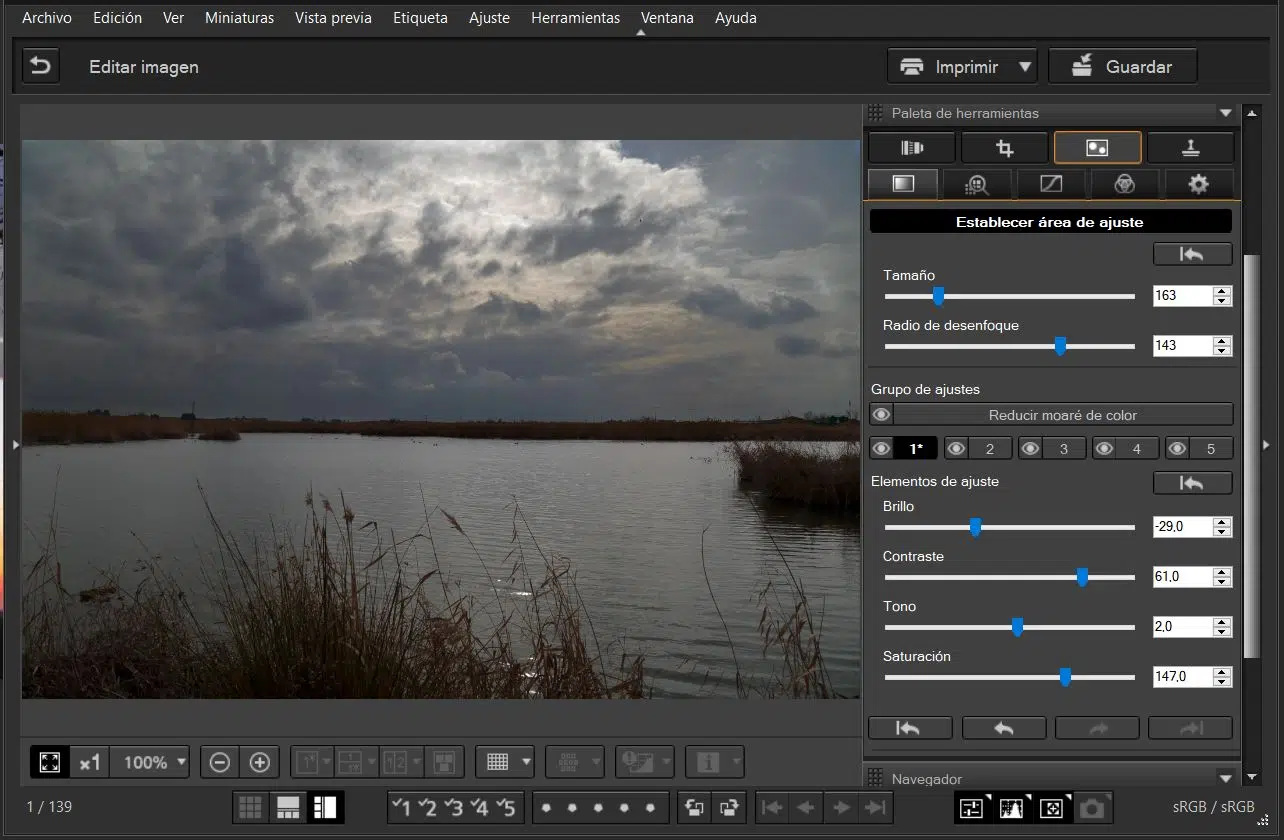 Archivo Edición Ver Miniaturas Vista previa Etiqueta Ajuste Herramientas Ventana Ayuda
Editar imagen Imprimir Guardar
Paleta de herramientas
Establecer área de ajuste
Tamaño
163
Radio de desenfoque
143
Grupo de ajustes
Reducir moaré de color
1* 2 3 4 5
Elementos de ajuste
Brillo
-29,0
Contraste
61,0
Tono
2,0
Saturación
147,0
x1 100%
Navegador
1 / 139 1 2 3 4 5 sRGB / sRGB